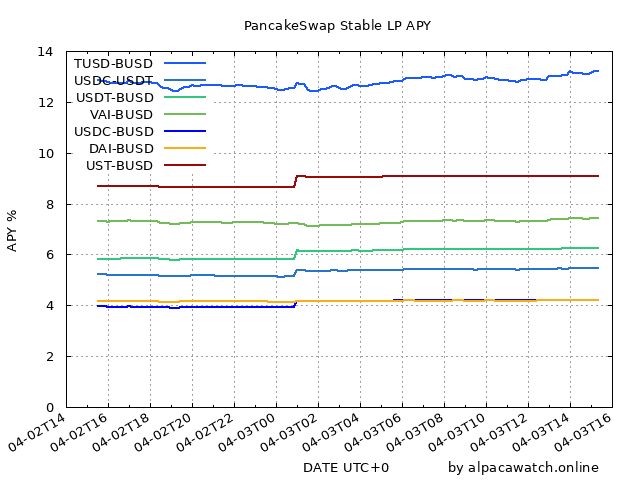 PancakeSwap Stable LP APY
14
12
10
8
6
4
2
0
APY %
TUSD-BUSD
USDC-USDT
USDT-BUSD
VAI-BUSD
USDC-BUSD
DAI-BUSD
UST-BUSD
04-02T14
04-02T16
04-02T18
04-02T20
04-02T22
04-03T00
04-03T02
04-03T04
04-03T06
04-03T08
04-03T10
04-03T12
04-03T14
04-03T16
DATE UTC+0
by alpacawatch.online